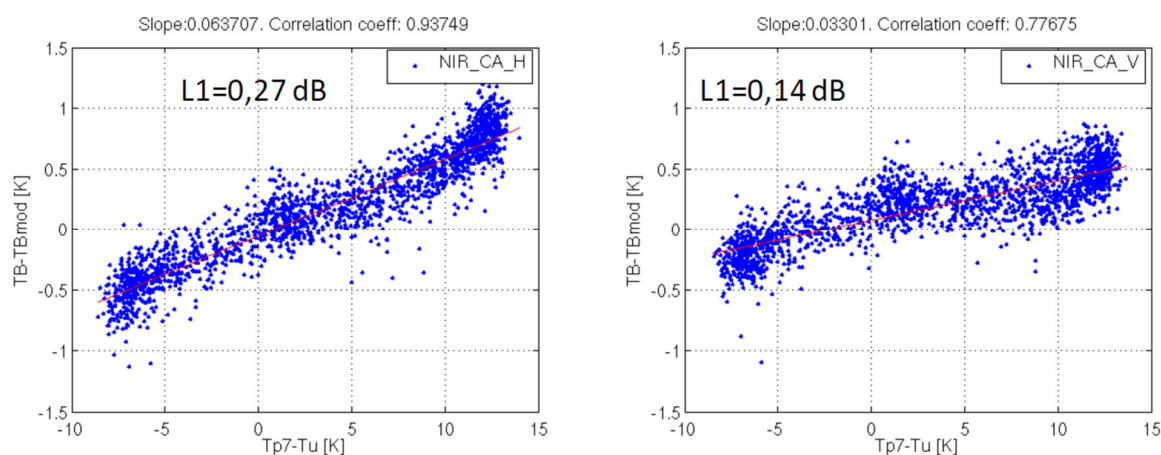 Slope:0.063707. Correlation coeff: 0.93749
NIR_CA_H
L1=0,27 dB
TB-TBmod [K]
1.5
1
0.5
0
-0.5
-1
-1.5
-10 -5 0 5 10 15
Tp7-Tu [K]
Slope:0.03301. Correlation coeff: 0.77675
NIR_CA_V
L1=0,14 dB
TB-TBmod [K]
1.5
1
0.5
0
-0.5
-1
-1.5
-10 -5 0 5 10 15
Tp7-Tu [K]